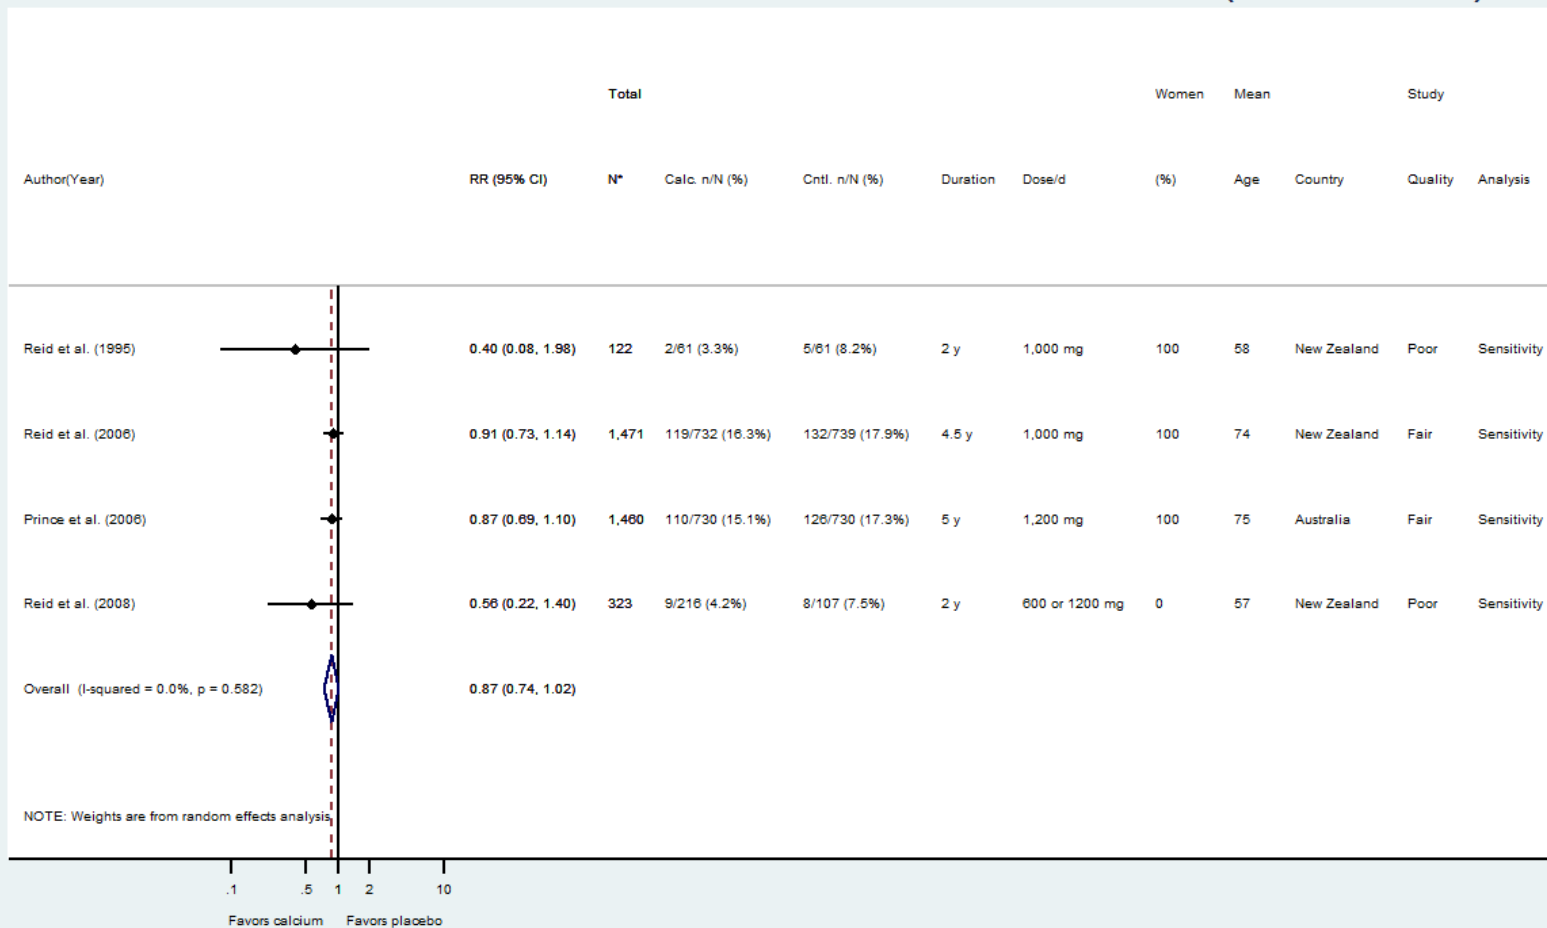 Total Women Mean Study
Author(Year) RR (95% CI) N* Calc. n/N (%) Cntl. n/N (%) Duration Dose/d (%) Age Country Quality Analysis
Reid et al. (1995) 0.40 (0.08, 1.98) 122 2/61 (3.3%) 5/61 (8.2%) 2 y 1,000 mg 100 58 New Zealand Poor Sensitivity
Reid et al. (2006) 0.91 (0.73, 1.14) 1,471 119/732 (16.3%) 132/739 (17.9%) 4.5 y 1,000 mg 100 74 New Zealand Fair Sensitivity
Prince et al. (2006) 0.87 (0.69, 1.10) 1,460 110/730 (15.1%) 126/730 (17.3%) 5 y 1,200 mg 100 75 Australia Fair Sensitivity
Reid et al. (2008) 0.56 (0.22, 1.40) 323 9/216 (4.2%) 8/107 (7.5%) 2 y 600 or 1200 mg 0 57 New Zealand Poor Sensitivity
Overall (I-squared = 0.0%, p = 0.582) 0.87 (0.74, 1.02)
NOTE: Weights are from random effects analysis
.1 .5 1 2 10
Favors calcium Favors placebo